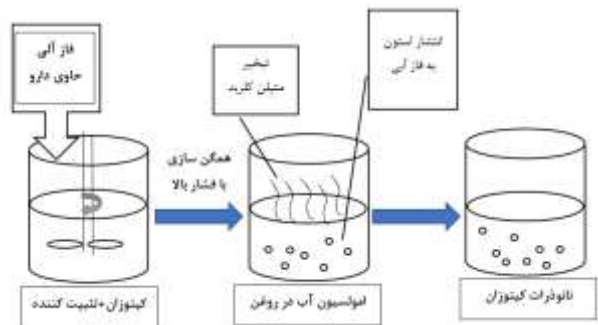 فاز آلی
حاوی دارو
تبخیر
متیلن کلرید
انتشار استون
به فاز آبی
همگن سازی
با فشار بالا
کیتوزان+تثبیت کننده
امولسیون آب در روغن
نانوذرات کیتوزان